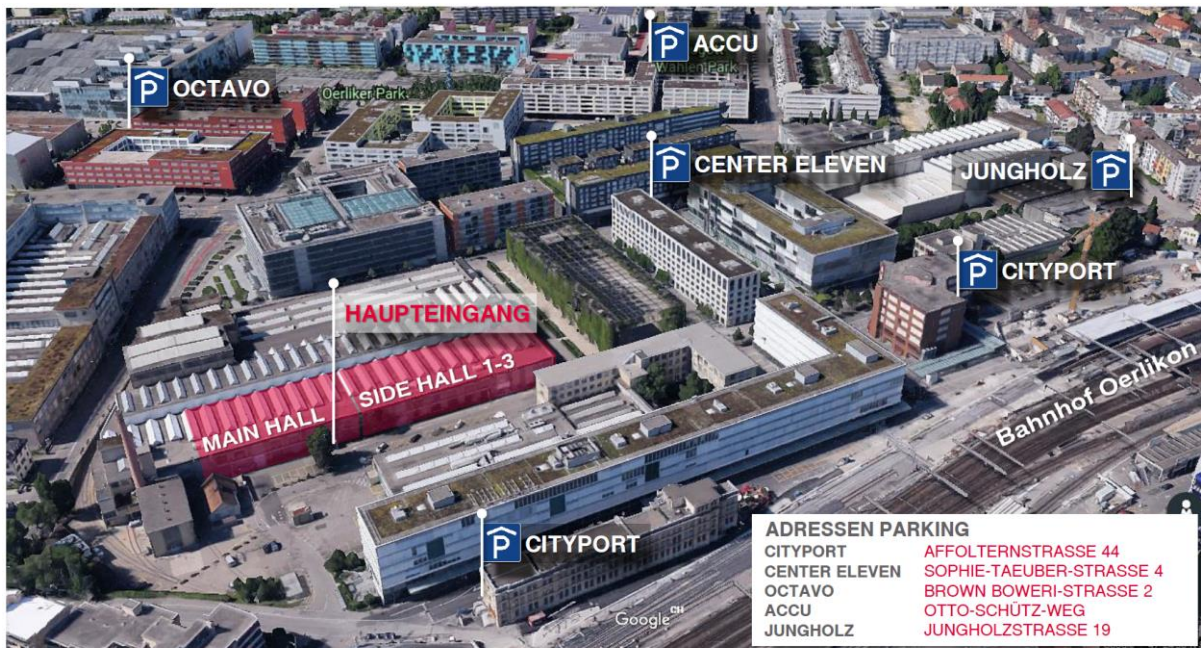 P ACCU
Wahlen Park
P OCTAVO
Oerliker Park
P CENTER ELEVEN
JUNGHOLZ P
P CITYPORT
HAUPTEINGANG
MAIN HALL
SIDE HALL 1-3
Bahnhof Oerlikon
P CITYPORT
Google
CH
ADRESSEN PARKING
CITYPORT AFFOLTERNSTRASSE 44
CENTER ELEVEN SOPHIE-TAEUBER-STRASSE 4
OCTAVO BROWN BOWERI-STRASSE 2
ACCU OTTO-SCHÜTZ-WEG
JUNGHOLZ JUNGHOLZSTRASSE 19